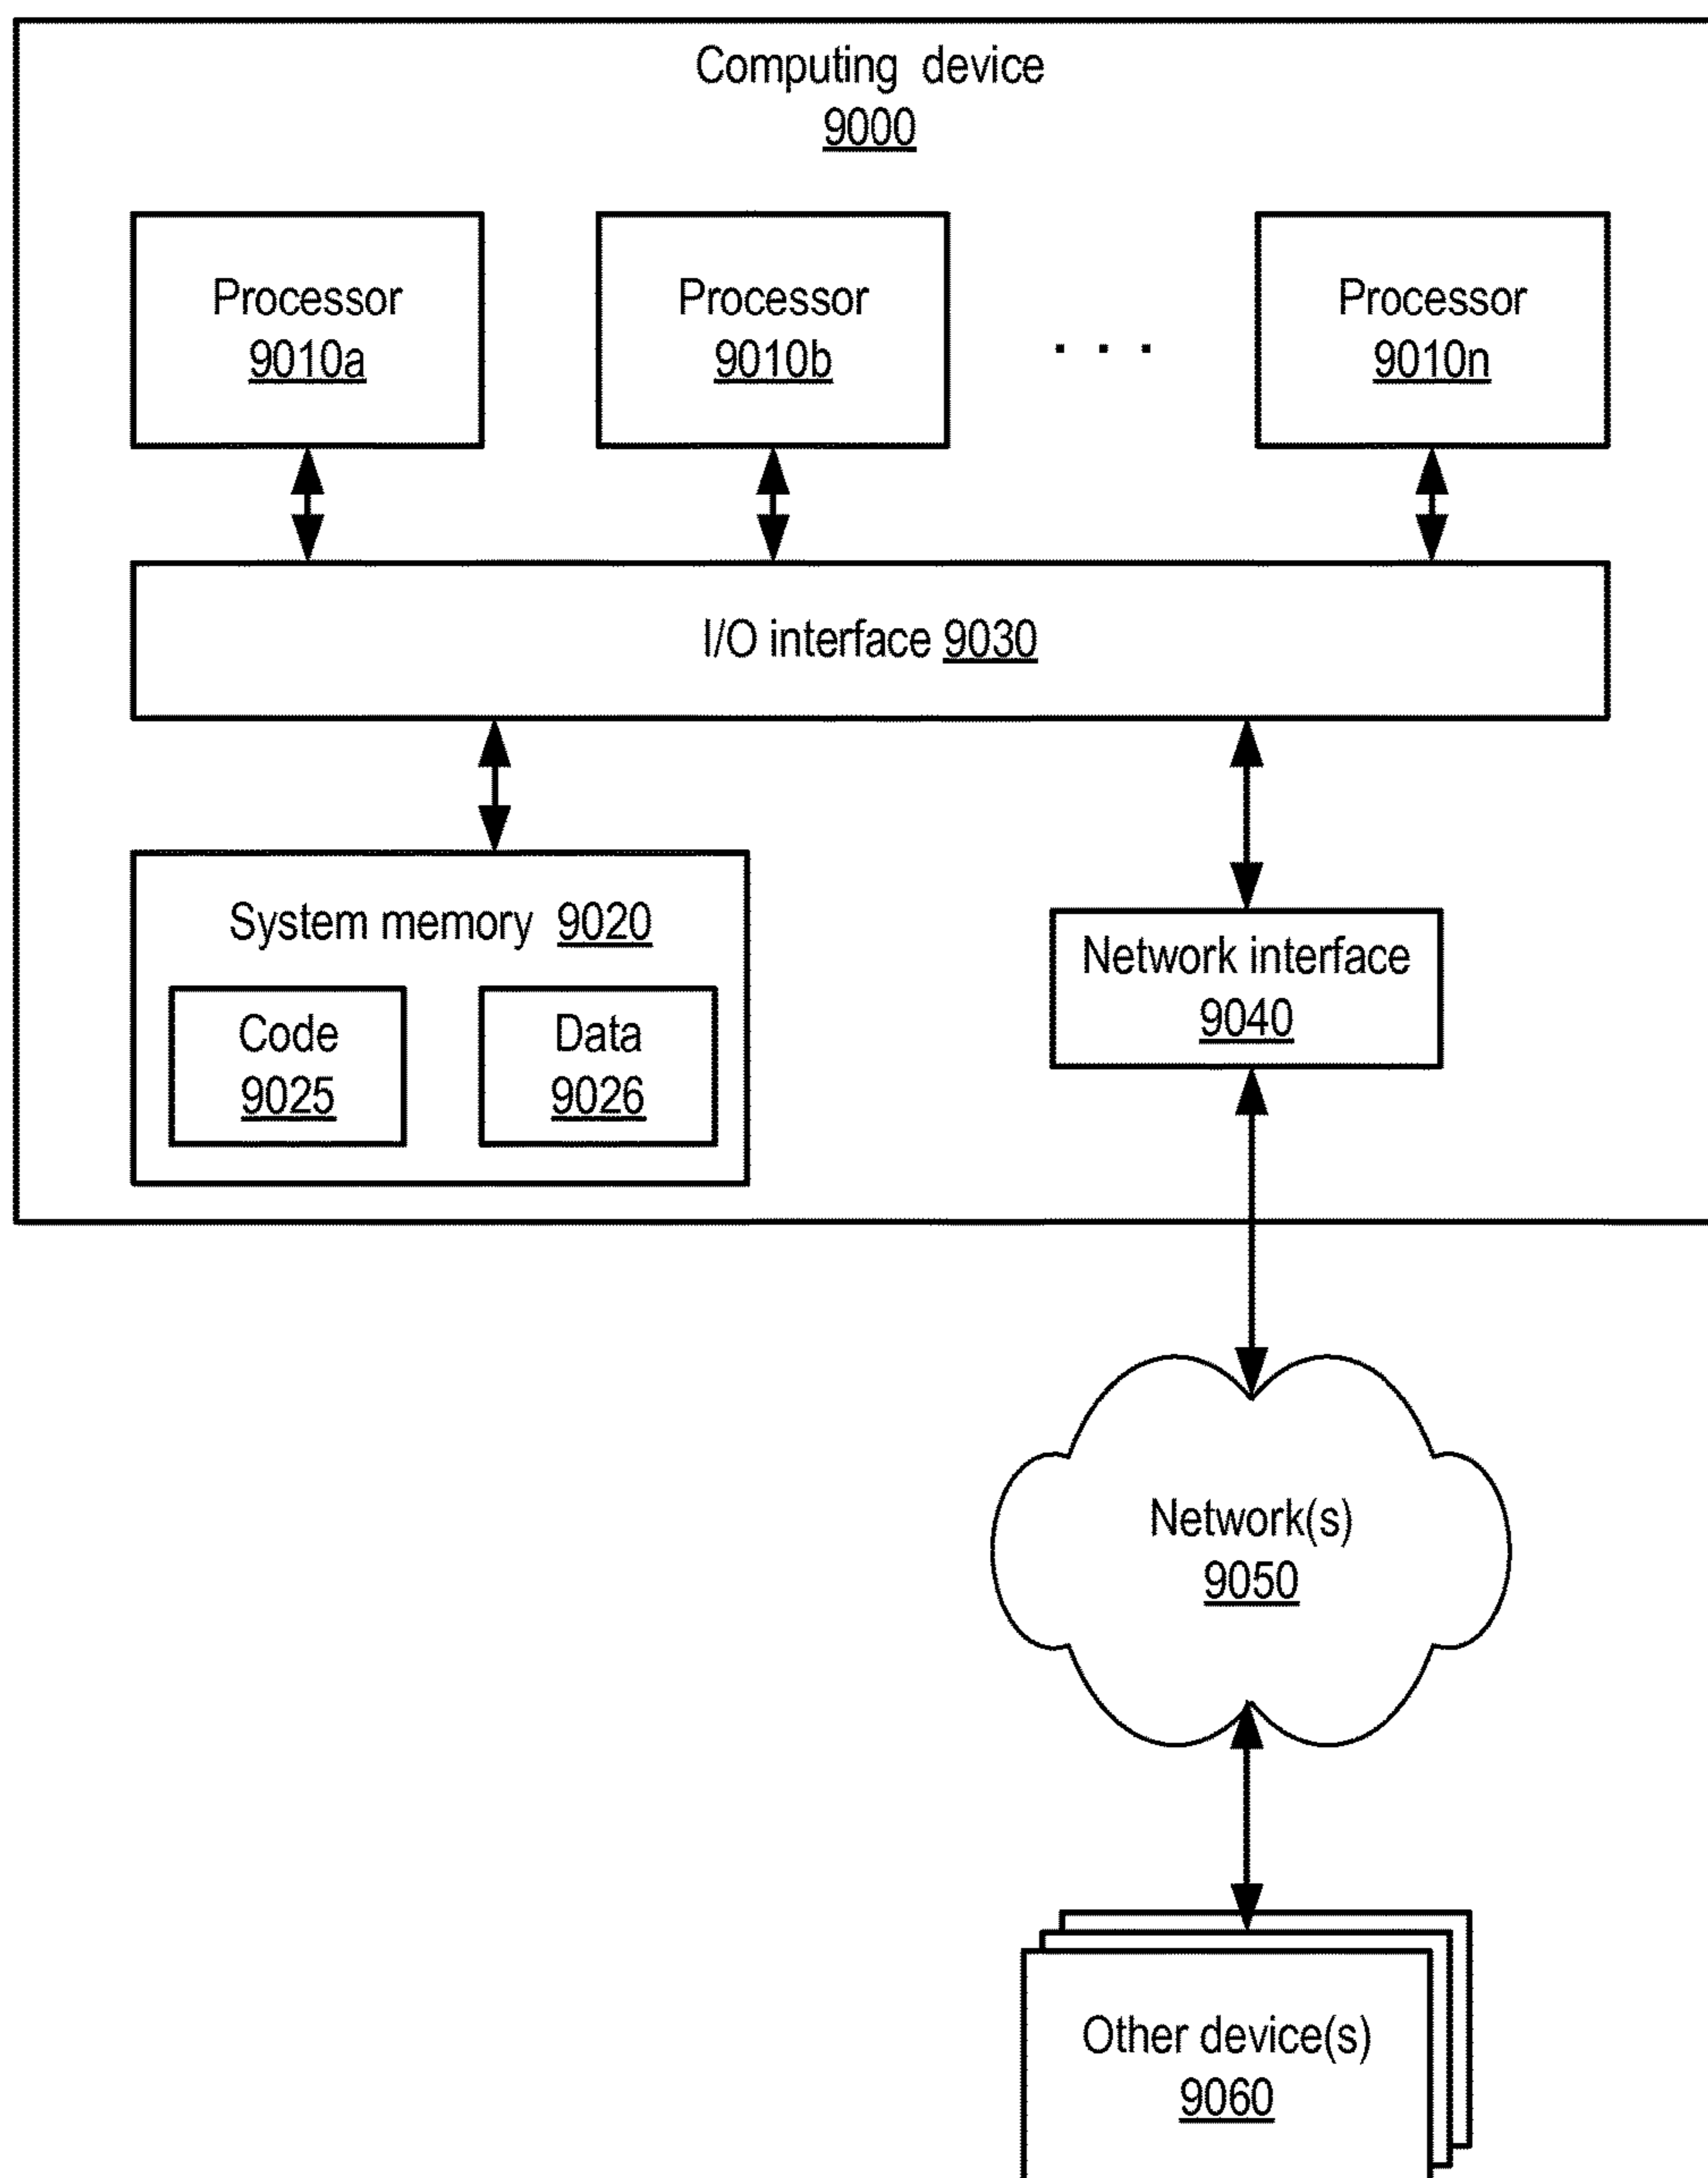 Computing device
9000
Processor
9010a
Processor
9010b
. . .
Processor
9010n
I/O interface 9030
System memory 9020
Code
9025
Data
9026
Network interface
9040
Network(s)
9050
Other device(s)
9060